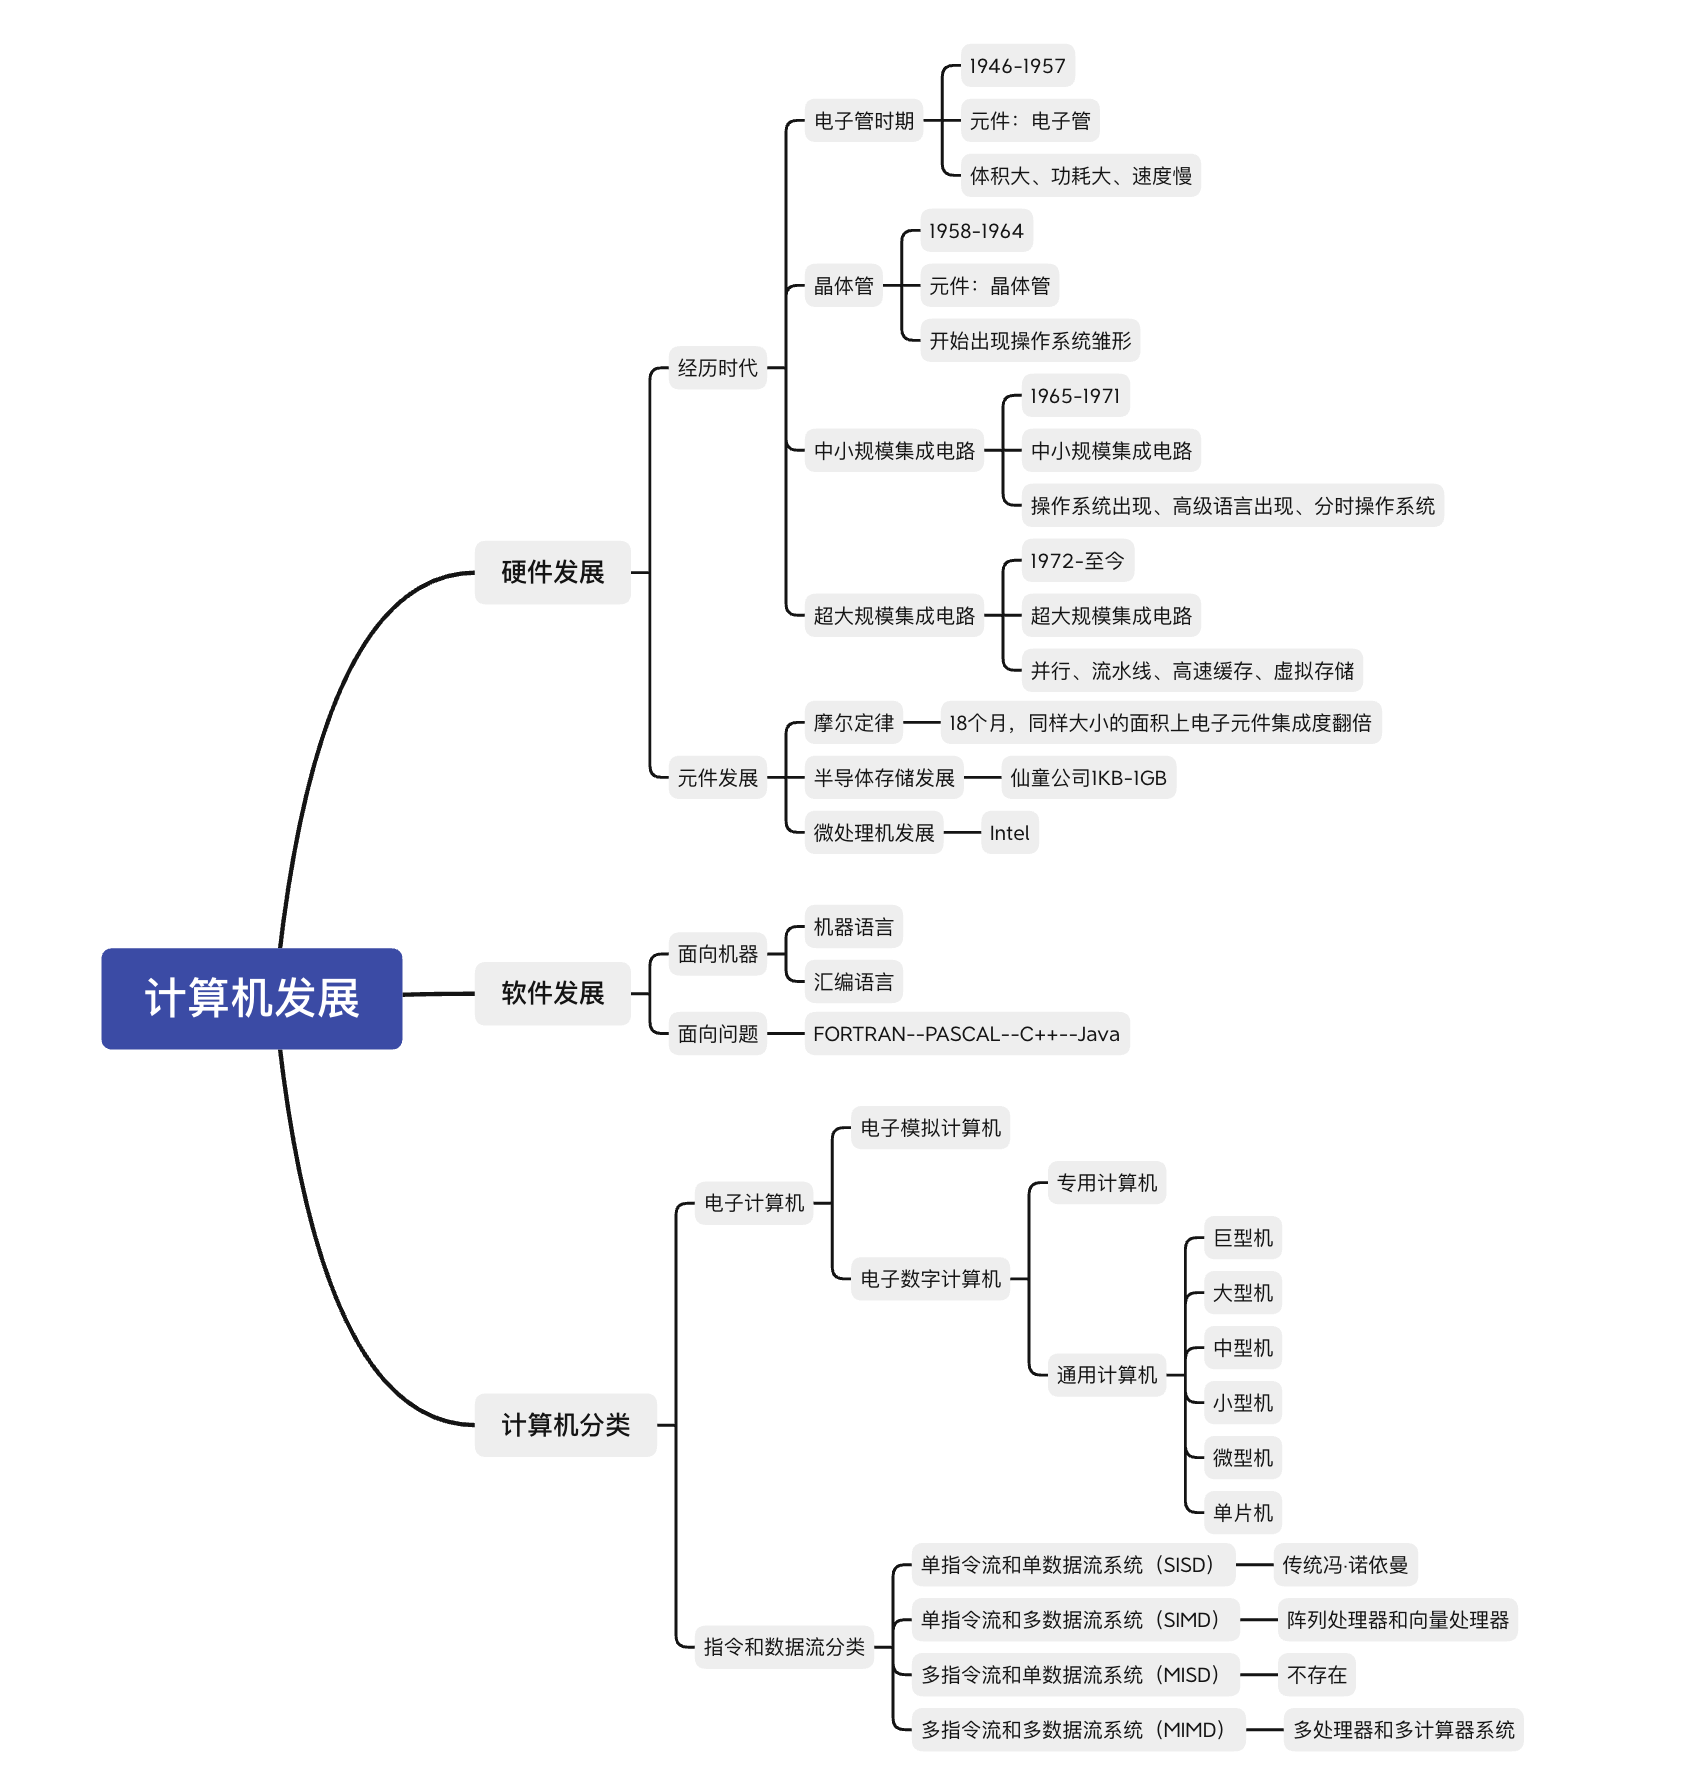 计算机发展
硬件发展
经历时代
电子管时期
1946-1957
元件：电子管
体积大、功耗大、速度慢
晶体管
1958-1964
元件：晶体管
开始出现操作系统雏形
中小规模集成电路
1965-1971
中小规模集成电路
操作系统出现、高级语言出现、分时操作系统
超大规模集成电路
1972-至今
超大规模集成电路
并行、流水线、高速缓存、虚拟存储
元件发展
摩尔定律
18个月，同样大小的面积上电子元件集成度翻倍
半导体存储发展
仙童公司1KB-1GB
微处理机发展
Intel
软件发展
面向机器
机器语言
汇编语言
面向问题
FORTRAN--PASCAL--C++--Java
计算机分类
电子计算机
电子模拟计算机
电子数字计算机
专用计算机
通用计算机
巨型机
大型机
中型机
小型机
微型机
单片机
指令和数据流分类
单指令流和单数据流系统（SISD）
传统冯·诺依曼
单指令流和多数据流系统（SIMD）
阵列处理器和向量处理器
多指令流和单数据流系统（MISD）
不存在
多指令流和多数据流系统（MIMD）
多处理器和多计算器系统